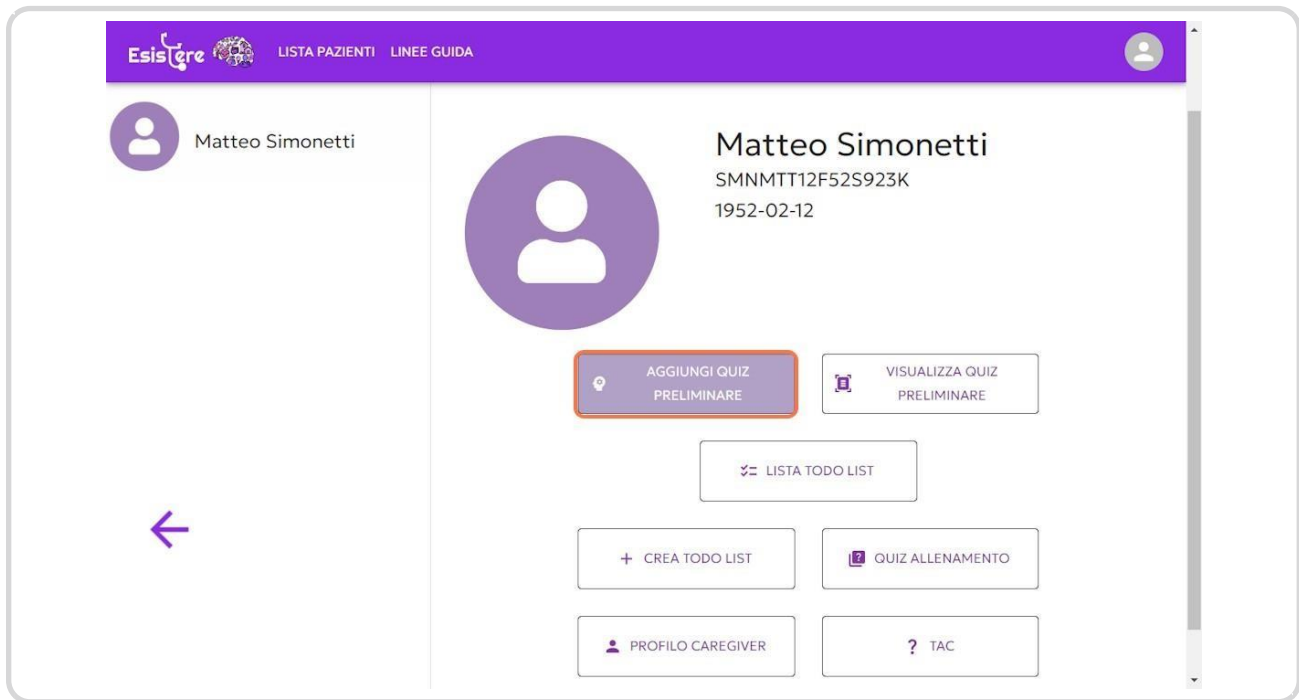 Esistere LISTA PAZIENTI LINEE GUIDA
Matteo Simonetti
Matteo Simonetti
SMNMTT12F52S923K
1952-02-12
AGGIUNGI QUIZ
PRELIMINARE
VISUALIZZA QUIZ
PRELIMINARE
LISTA TODO LIST
+ CREA TODO LIST
QUIZ ALLENAMENTO
PROFILO CAREGIVER
? TAC